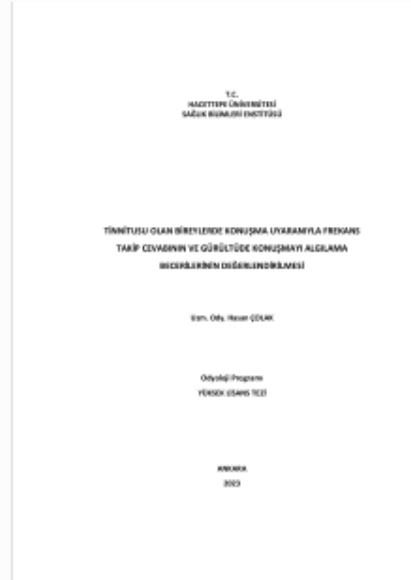 T.C.
HACETTEPE ÜNİVERSİTESİ
SAĞLIK BİLİMLERİ ENSTİTÜSÜ
TİNNİTUSU OLAN BİREYLERDE KONUŞMA UYARANIYLA FREKANS
TAKİP CEVABININ VE GÜRÜLTÜDE KONUŞMAYI ALGILAMA
BECERİLERİNİN DEĞERLENDİRİLMESİ
Uzm. Ody. Hasan ÇOLAK
Odyoloji Programı
YÜKSEK LİSANS TEZİ
ANKARA
2023